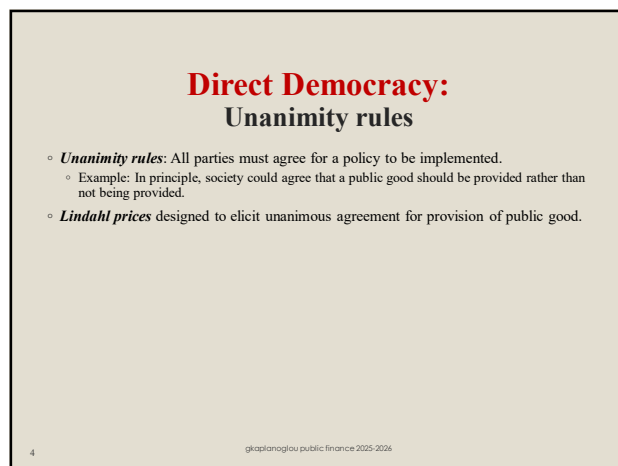 Direct Democracy:
Unanimity rules
◦ Unanimity rules: All parties must agree for a policy to be implemented.
◦ Example: In principle, society could agree that a public good should be provided rather than
not being provided.
◦ Lindahl prices designed to elicit unanimous agreement for provision of public good.
4
gkaplanoglou public finance 2025-2026